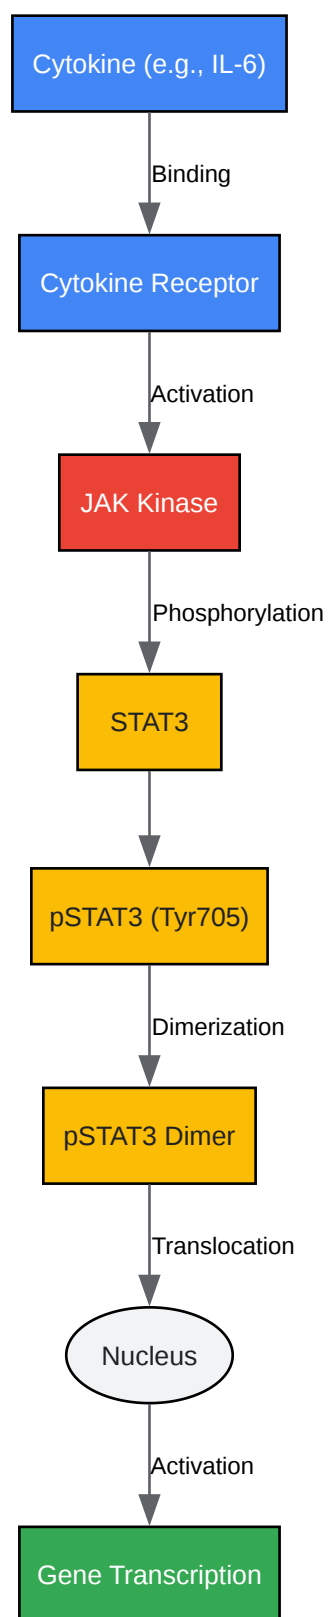 Cytokine (e.g., IL-6)
Binding
Cytokine Receptor
Activation
JAK Kinase
Phosphorylation
STAT3
pSTAT3 (Tyr705)
Dimerization
pSTAT3 Dimer
Translocation
Nucleus
Activation
Gene Transcription